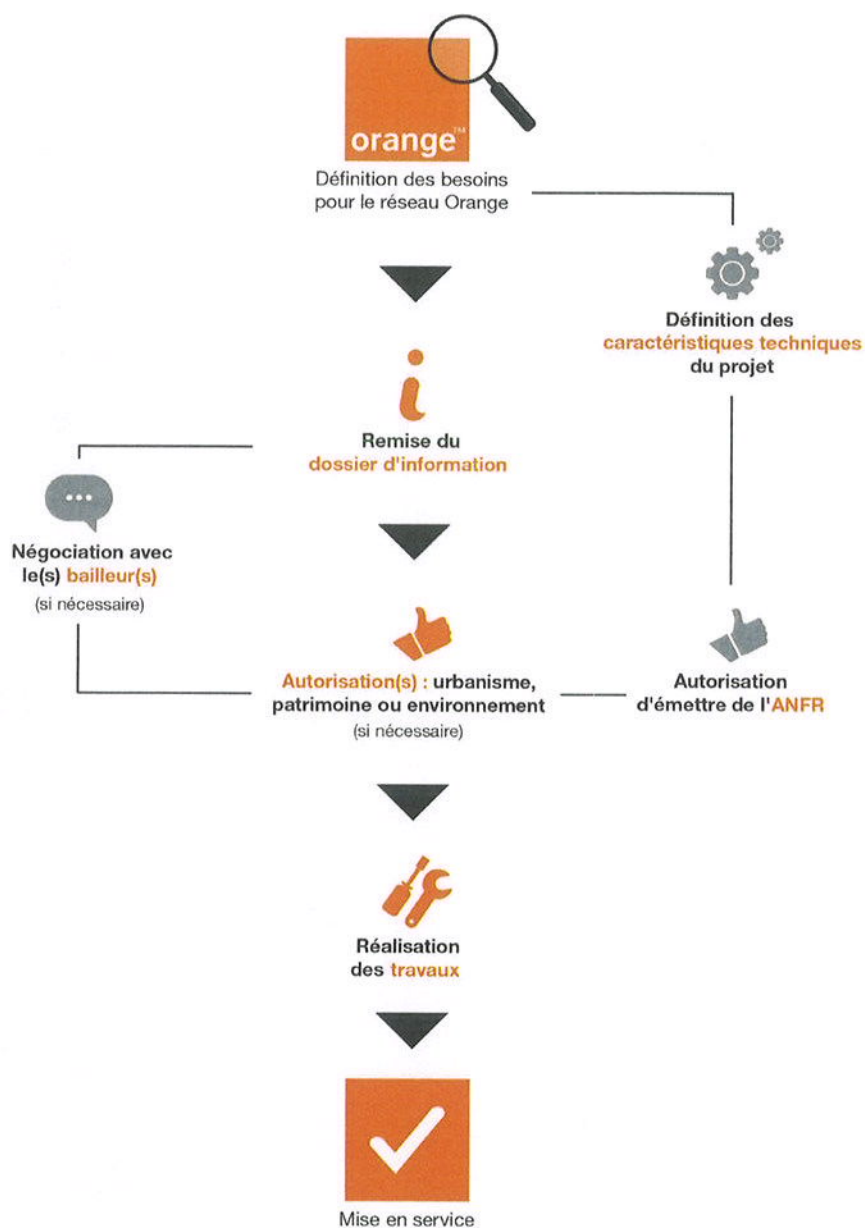 orange™
Définition des besoins
pour le réseau Orange
Définition des
caractéristiques techniques
du projet
Remise du
dossier d'information
Négociation avec
le(s) bailleur(s)
(si nécessaire)
Autorisation(s) : urbanisme,
patrimoine ou environnement
(si nécessaire)
Autorisation
d'émettre de l'ANFR
Réalisation
des travaux
Mise en service